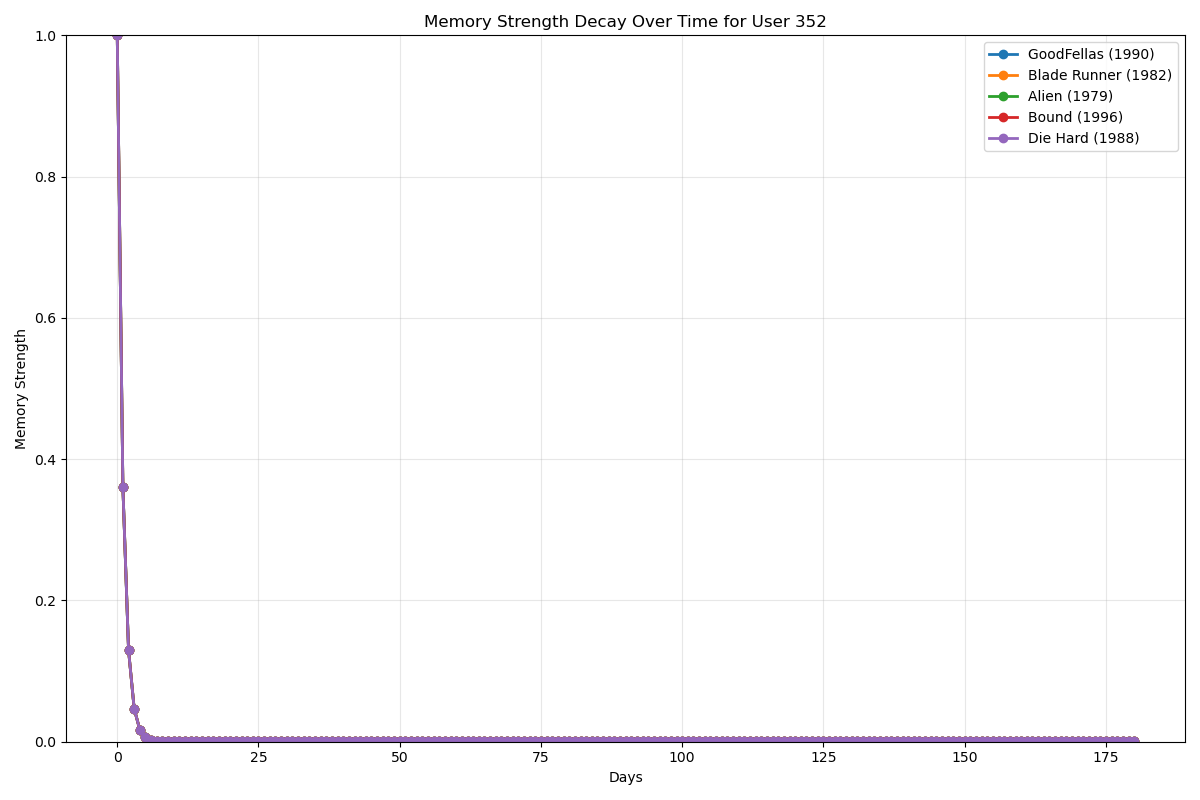 Memory Strength Decay Over Time for User 352
GoodFellas (1990)
Blade Runner (1982)
Alien (1979)
Bound (1996)
Die Hard (1988)
Memory Strength
1.0
0.8
0.6
0.4
0.2
0.0
0 25 50 75 100 125 150 175
Days